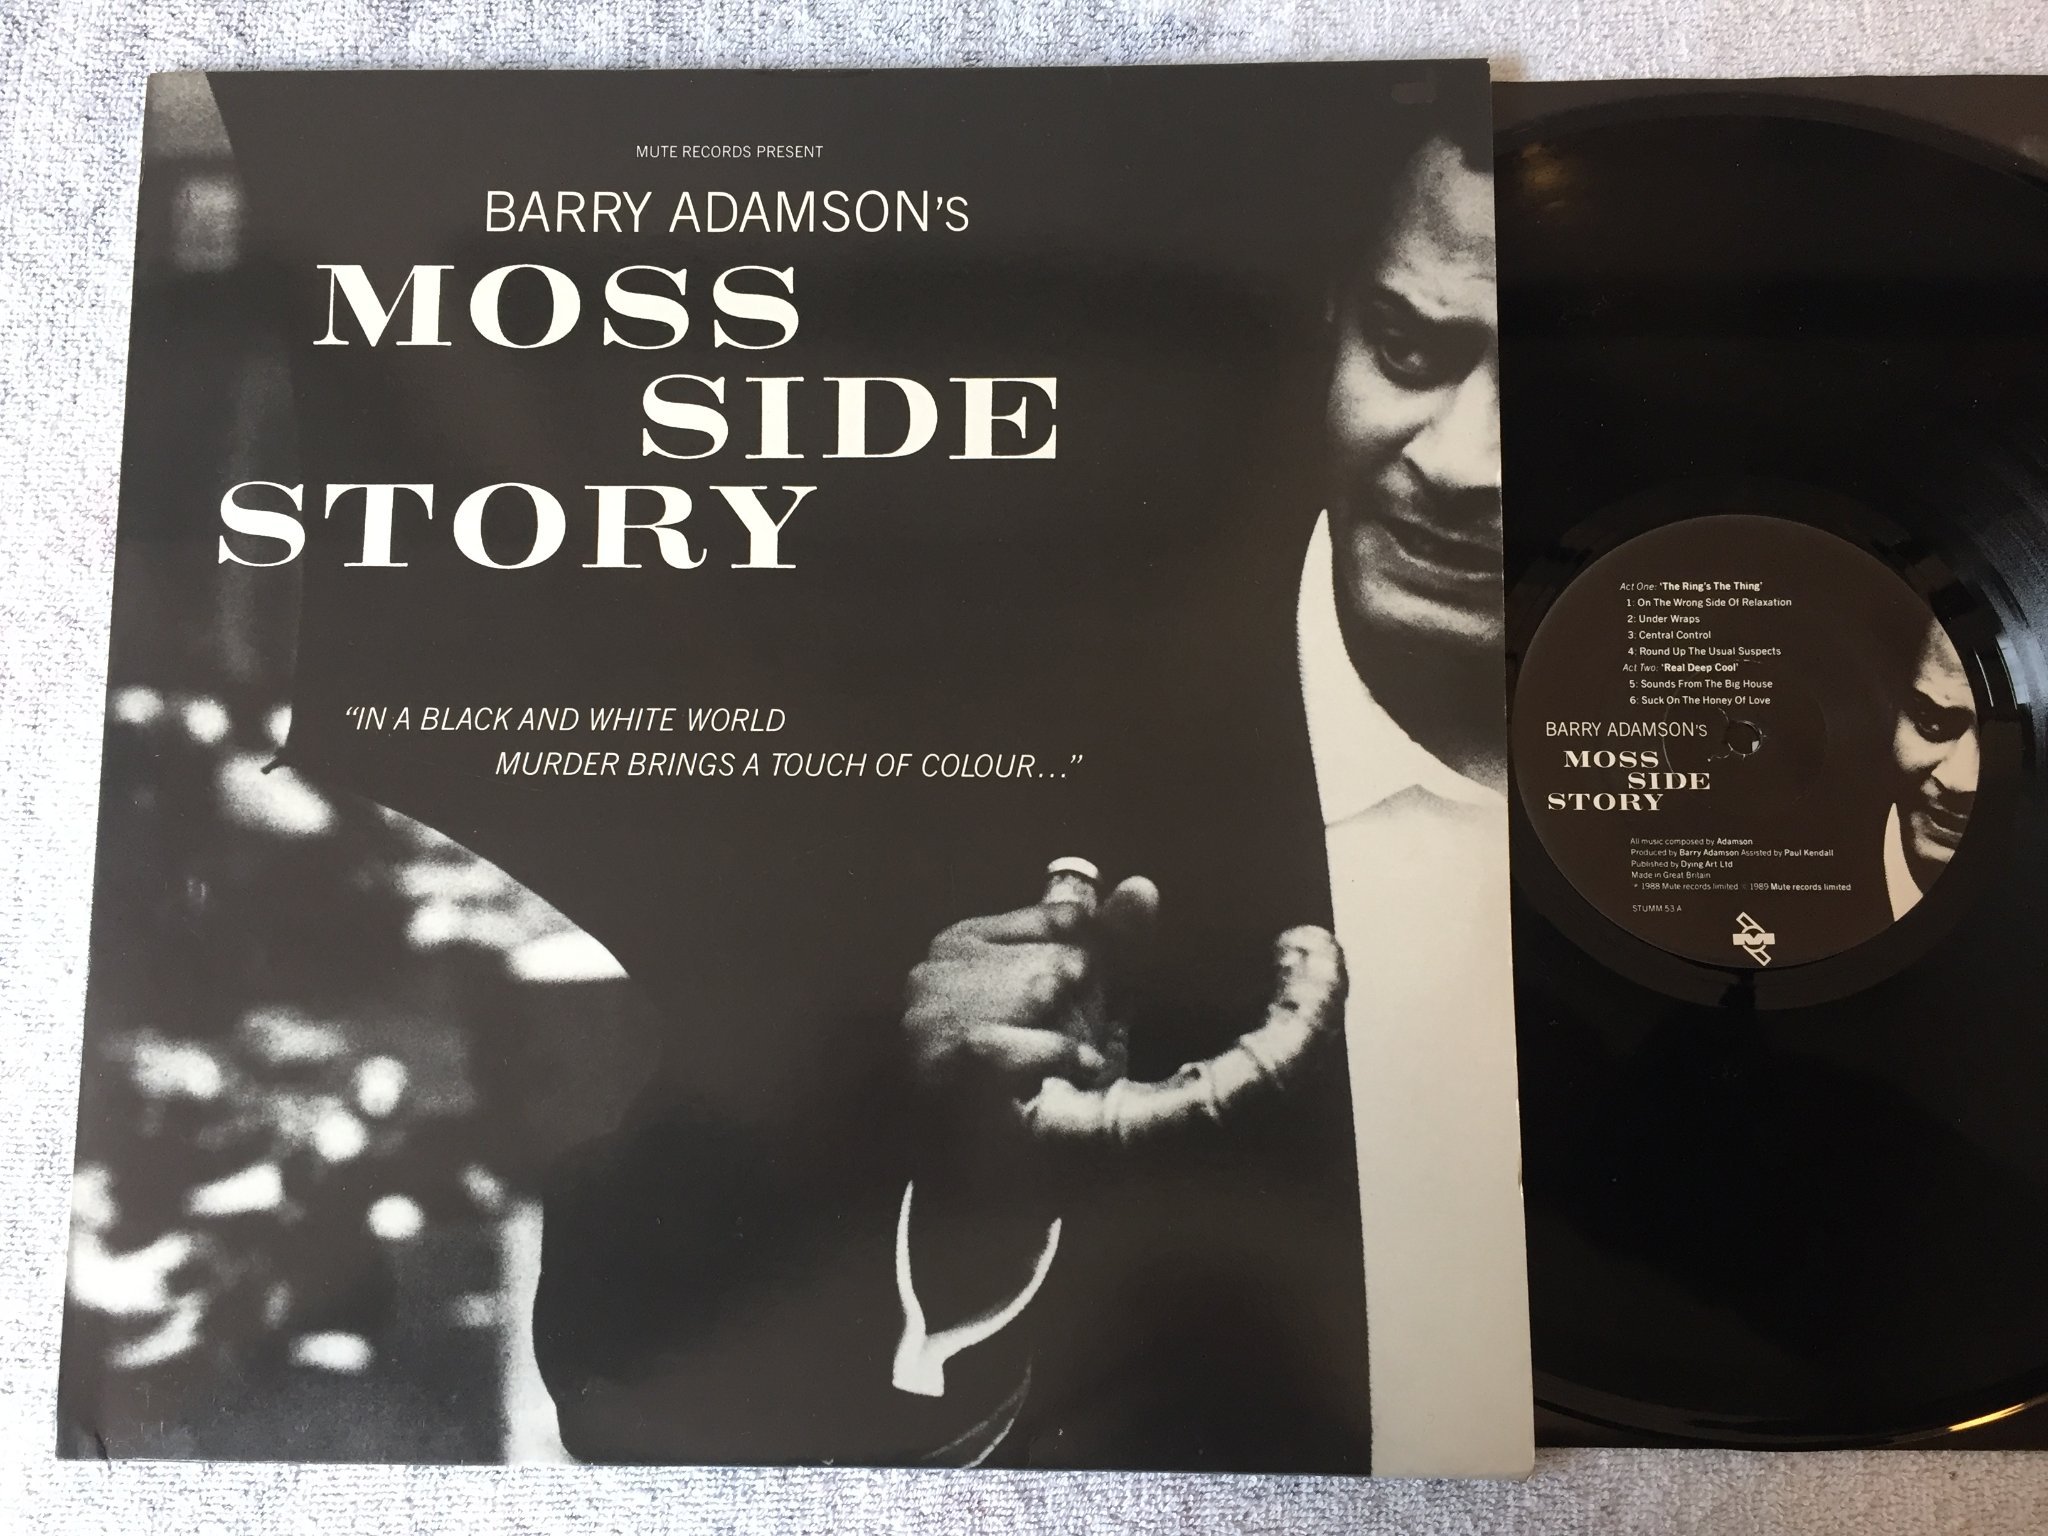 MUTE RECORDS PRESENT
BARRY ADAMSON'S
MOSS
SIDE
STORY
"IN A BLACK AND WHITE WORLD
MURDER BRINGS A TOUCH OF COLOUR..."
Act One: 'The Ring's The Thing'
1: On The Wrong Side Of Relaxation
2: Under Wraps
3: Central Control
4: Round Up The Usual Suspects
Act Two: 'Real Deep Cool'
5: Sounds From The Big House
6: Suck On The Honey Of Love
BARRY ADAMSON'S
MOSS
SIDE
STORY
All music composed by Adamson
Produced by Barry Adamson Assisted by Paul Kendall
Published by Dying Art Ltd
Made in Great Britain
℗ 1988 Mute records limited © 1989 Mute records limited
STUMM 53 A